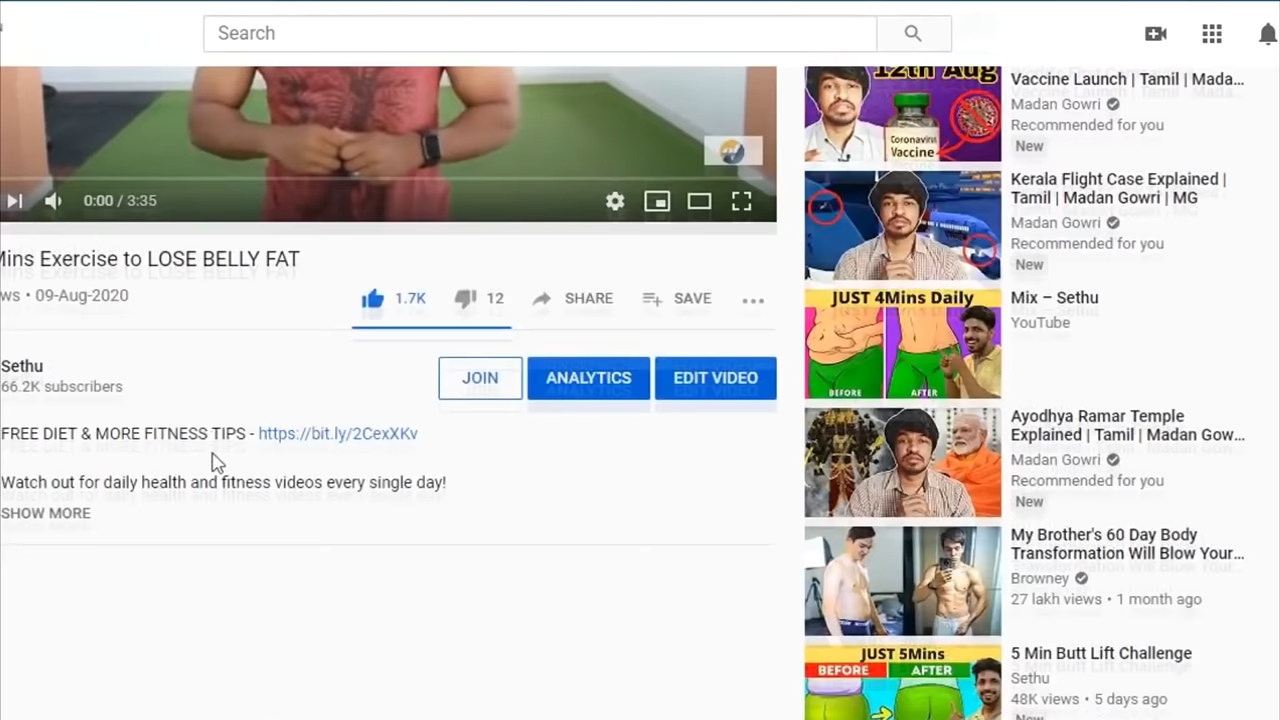 Search
0:00 / 3:35
Mins Exercise to LOSE BELLY FAT
ws • 09-Aug-2020
1.7K
12
SHARE
SAVE
Sethu
66.2K subscribers
JOIN
ANALYTICS
EDIT VIDEO
FREE DIET & MORE FITNESS TIPS - https://bit.ly/2CexXKv
Watch out for daily health and fitness videos every single day!
SHOW MORE
12th Aug
Coronavirus
Vaccine
Vaccine Launch | Tamil | Mada...
Madan Gowri
Recommended for you
New
Kerala Flight Case Explained |
Tamil | Madan Gowri | MG
Madan Gowri
Recommended for you
New
JUST 4Mins Daily
BEFORE
AFTER
Mix – Sethu
YouTube
Ayodhya Ramar Temple
Explained | Tamil | Madan Gow...
Madan Gowri
Recommended for you
New
My Brother's 60 Day Body
Transformation Will Blow Your...
Browney
27 lakh views • 1 month ago
JUST 5Mins
BEFORE
AFTER
5 Min Butt Lift Challenge
Sethu
48K views • 5 days ago
New